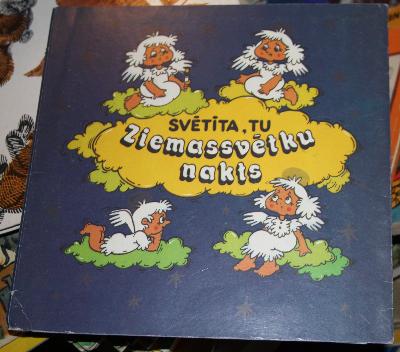 SVĒTĪTA, TU
Ziemassvētku
nakts